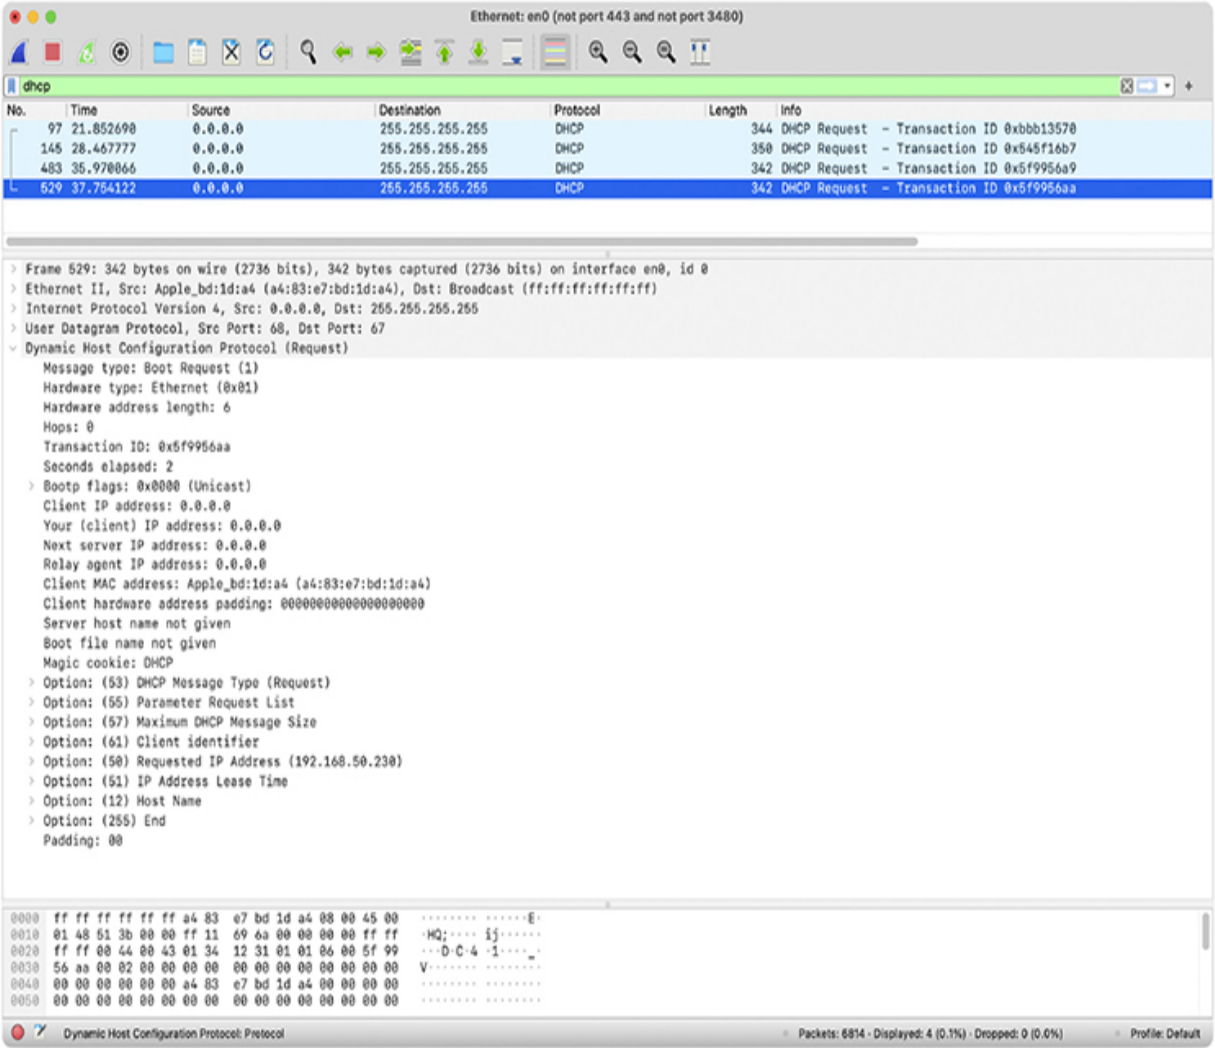 Ethernet: en0 (not port 443 and not port 3480)
dhcp
No. Time Source Destination Protocol Length Info
97 21.852690 0.0.0.0 255.255.255.255 DHCP 344 DHCP Request - Transaction ID 0xbbb13570
145 28.467777 0.0.0.0 255.255.255.255 DHCP 350 DHCP Request - Transaction ID 0x545f16b7
483 35.970066 0.0.0.0 255.255.255.255 DHCP 342 DHCP Request - Transaction ID 0x5f9956a9
529 37.754122 0.0.0.0 255.255.255.255 DHCP 342 DHCP Request - Transaction ID 0x5f9956aa
Frame 529: 342 bytes on wire (2736 bits), 342 bytes captured (2736 bits) on interface en0, id 0
Ethernet II, Src: Apple_bd:1d:a4 (a4:83:e7:bd:1d:a4), Dst: Broadcast (ff:ff:ff:ff:ff:ff)
Internet Protocol Version 4, Src: 0.0.0.0, Dst: 255.255.255.255
User Datagram Protocol, Src Port: 68, Dst Port: 67
Dynamic Host Configuration Protocol (Request)
Message type: Boot Request (1)
Hardware type: Ethernet (0x01)
Hardware address length: 6
Hops: 0
Transaction ID: 0x5f9956aa
Seconds elapsed: 2
Bootp flags: 0x0000 (Unicast)
Client IP address: 0.0.0.0
Your (client) IP address: 0.0.0.0
Next server IP address: 0.0.0.0
Relay agent IP address: 0.0.0.0
Client MAC address: Apple_bd:1d:a4 (a4:83:e7:bd:1d:a4)
Client hardware address padding: 00000000000000000000
Server host name not given
Boot file name not given
Magic cookie: DHCP
Option: (53) DHCP Message Type (Request)
Option: (55) Parameter Request List
Option: (57) Maximum DHCP Message Size
Option: (61) Client identifier
Option: (50) Requested IP Address (192.168.50.230)
Option: (51) IP Address Lease Time
Option: (12) Host Name
Option: (255) End
Padding: 00
0000 ff ff ff ff ff ff a4 83 e7 bd 1d a4 08 00 45 00 ········ ······E·
0010 01 48 51 3b 00 00 ff 11 69 6a 00 00 00 00 ff ff ·HQ;···· ij······
0020 ff ff 00 44 00 43 01 34 12 31 01 01 06 00 5f 99 ···D·C·4 ·1····_·
0030 56 aa 00 02 00 00 00 00 00 00 00 00 00 00 00 00 V······· ········
0040 00 00 00 00 00 00 a4 83 e7 bd 1d a4 00 00 00 00 ········ ········
0050 00 00 00 00 00 00 00 00 00 00 00 00 00 00 00 00 ········ ········
Dynamic Host Configuration Protocol: Protocol Packets: 6814 · Displayed: 4 (0.1%) · Dropped: 0 (0.0%) Profile: Default